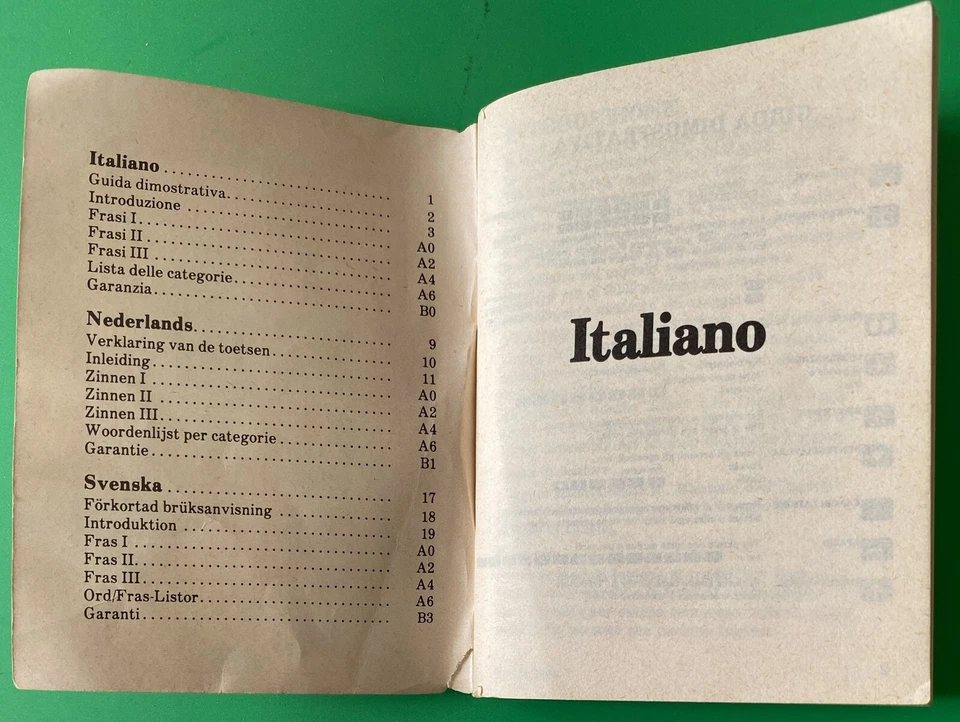 Italiano ........................ 1
Guida dimostrativa ........................ 2
Introduzione ........................ 3
Frasi I ........................ A0
Frasi II ........................ A2
Frasi III ........................ A4
Lista delle categorie ........................ A6
Garanzia ........................ B0
Nederlands ........................ 9
Verklaring van de toetsen ........................ 10
Inleiding ........................ 11
Zinnen I ........................ A0
Zinnen II ........................ A2
Zinnen III ........................ A4
Woordenlijst per categorie ........................ A6
Garantie ........................ B1
Svenska ........................ 17
Förkortad brüksanvisning ........................ 18
Introduktion ........................ 19
Fras I ........................ A0
Fras II ........................ A2
Fras III ........................ A4
Ord/Fras-Listor ........................ A6
Garanti ........................ B3
Italiano